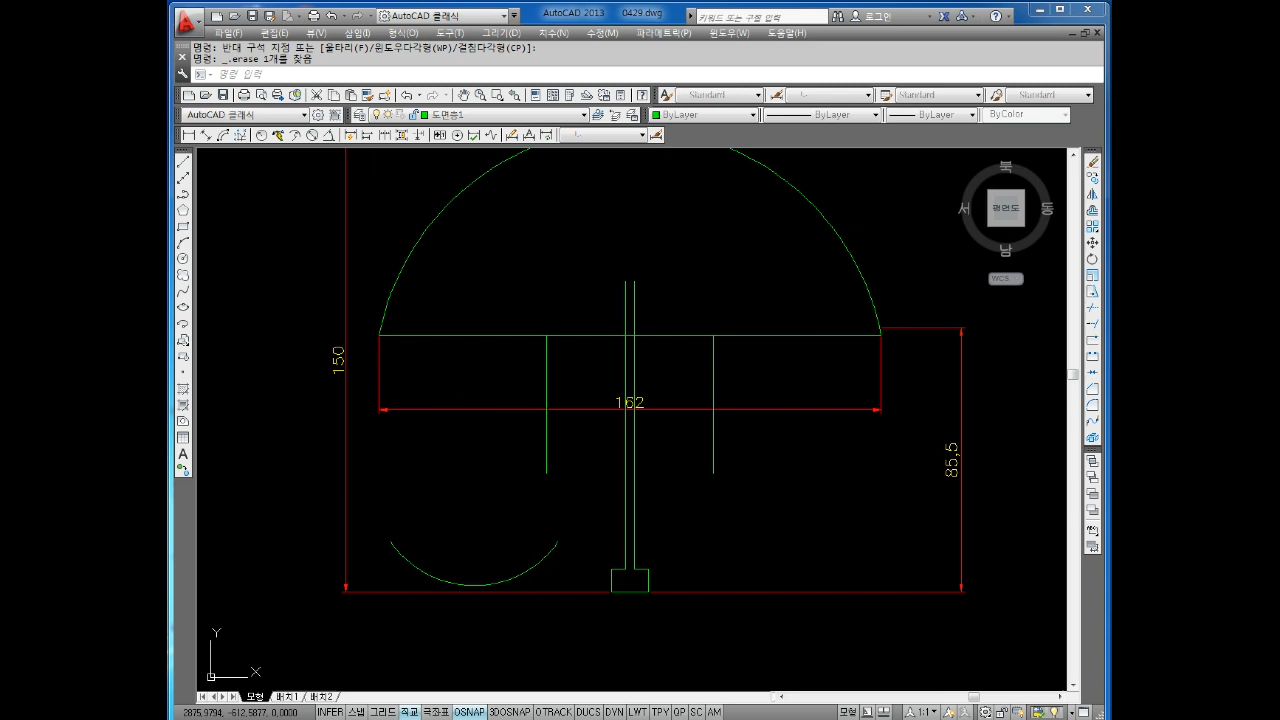 AutoCAD 클래식
AutoCAD 2013 0429.dwg
키워드 또는 구절 입력
로그인
파일(F) 편집(E) 뷰(V) 삽입(I) 형식(O) 도구(T) 그리기(D) 치수(N) 수정(M) 파라메트릭(P) 윈도우(W) 도움말(H)
명령: 반대 구석 지정 또는 [울타리(F)/윈도우다각형(WP)/걸침다각형(CP)]:
명령: _.erase 1개를 찾음
명령 입력
Standard Standard Standard
AutoCAD 클래식 도면층1 ByLayer ByLayer ByLayer ByColor
북
서 평면도 동
남
WCS
150
162
85,5
Y
X
모형 배치1 배치2
2875,9794, -612,5877, 0,0000 INFER 스냅 그리드 직교 극좌표 OSNAP 3DOSNAP OTRACK DUCS DYN LWT TPY QP SC AM 모형 1:1